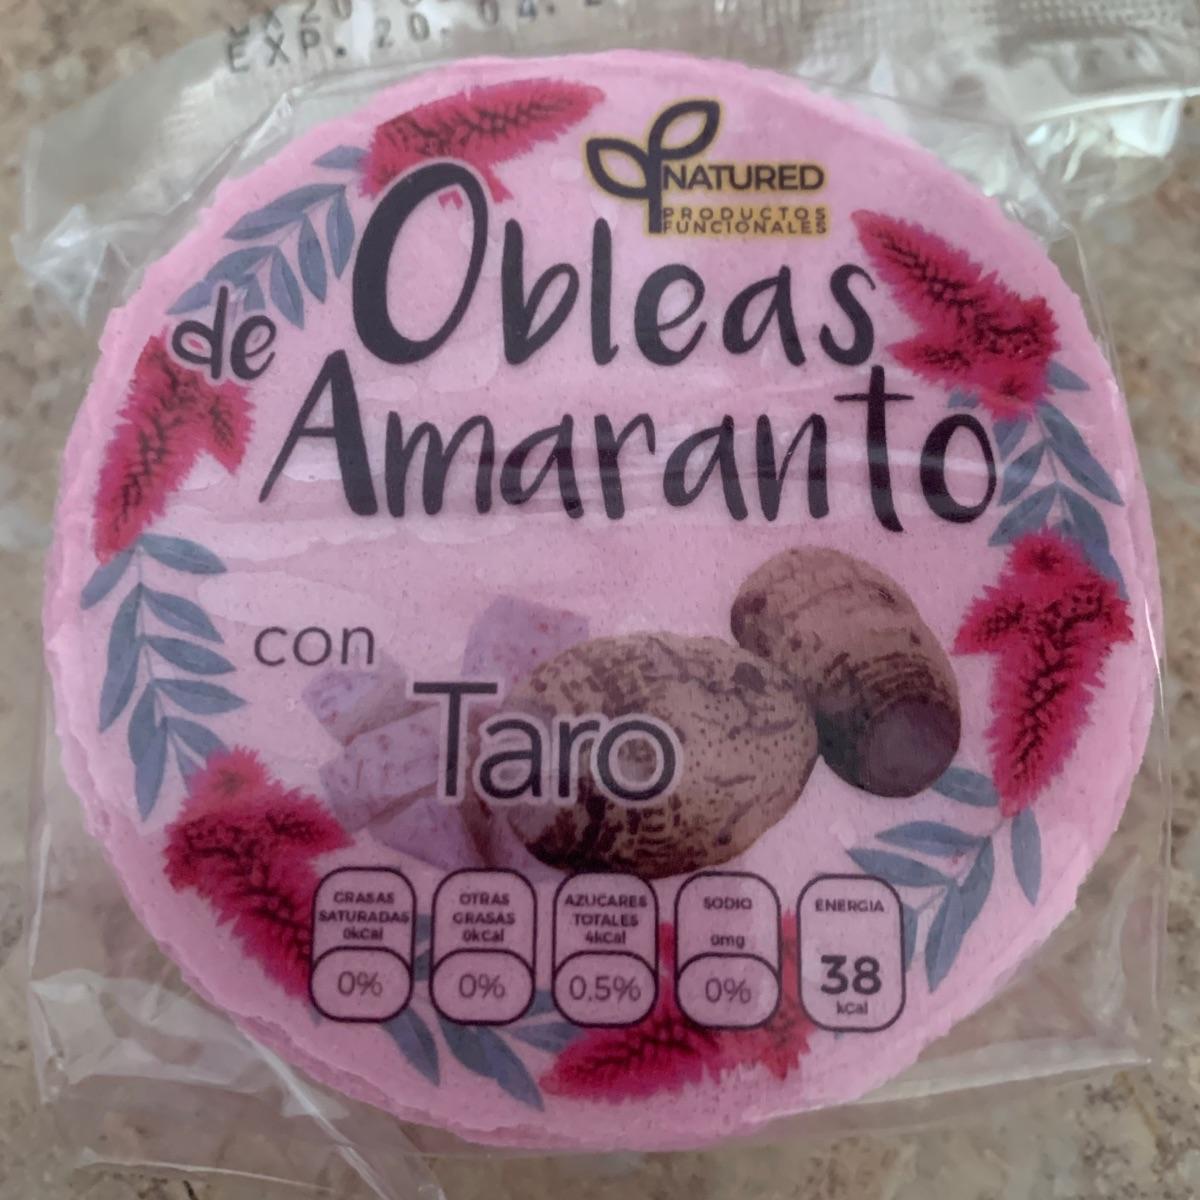 EXP. 20. 04.
NATURED
PRODUCTOS
FUNCIONALES
Obleas
de
Amaranto
con
Taro
GRASAS
SATURADAS
0kCal
0%
OTRAS
GRASAS
0kCal
0%
AZUCARES
TOTALES
4kCal
0.5%
SODIO
0mg
0%
ENERGIA
38
kcal